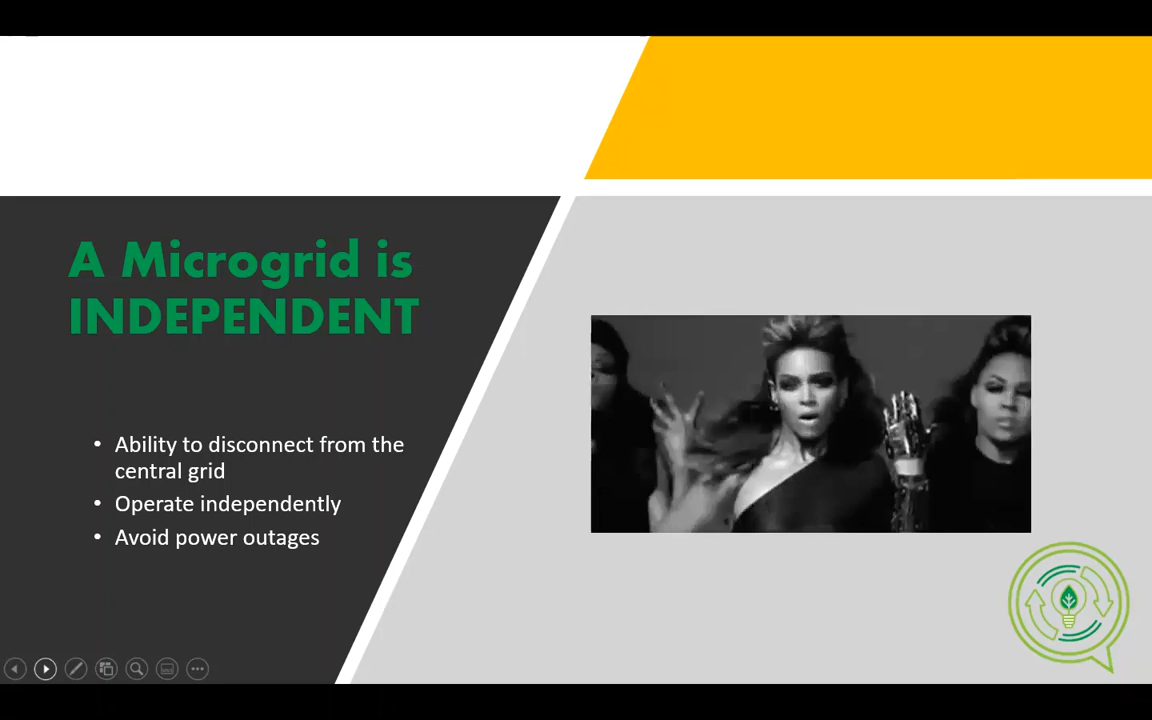 A Microgrid is
INDEPENDENT
• Ability to disconnect from the
central grid
• Operate independently
• Avoid power outages